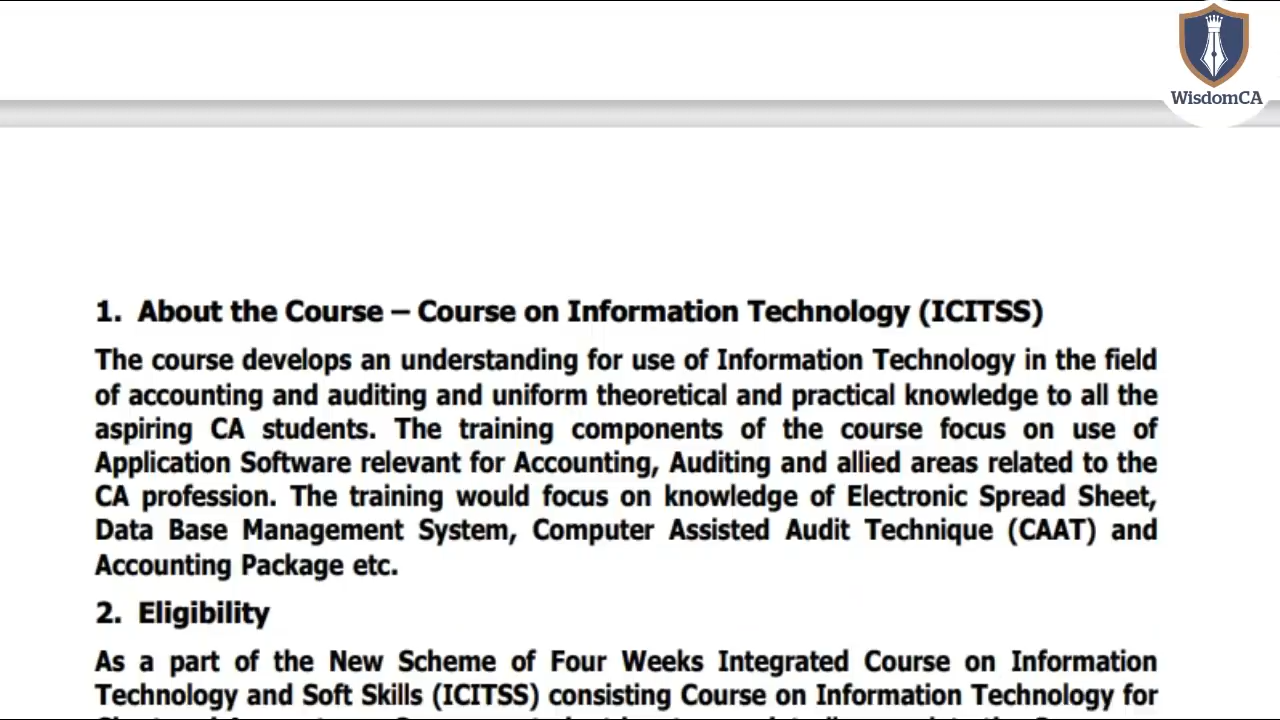 WisdomCA
1. About the Course – Course on Information Technology (ICITSS)
The course develops an understanding for use of Information Technology in the field
of accounting and auditing and uniform theoretical and practical knowledge to all the
aspiring CA students. The training components of the course focus on use of
Application Software relevant for Accounting, Auditing and allied areas related to the
CA profession. The training would focus on knowledge of Electronic Spread Sheet,
Data Base Management System, Computer Assisted Audit Technique (CAAT) and
Accounting Package etc.
2. Eligibility
As a part of the New Scheme of Four Weeks Integrated Course on Information
Technology and Soft Skills (ICITSS) consisting Course on Information Technology for